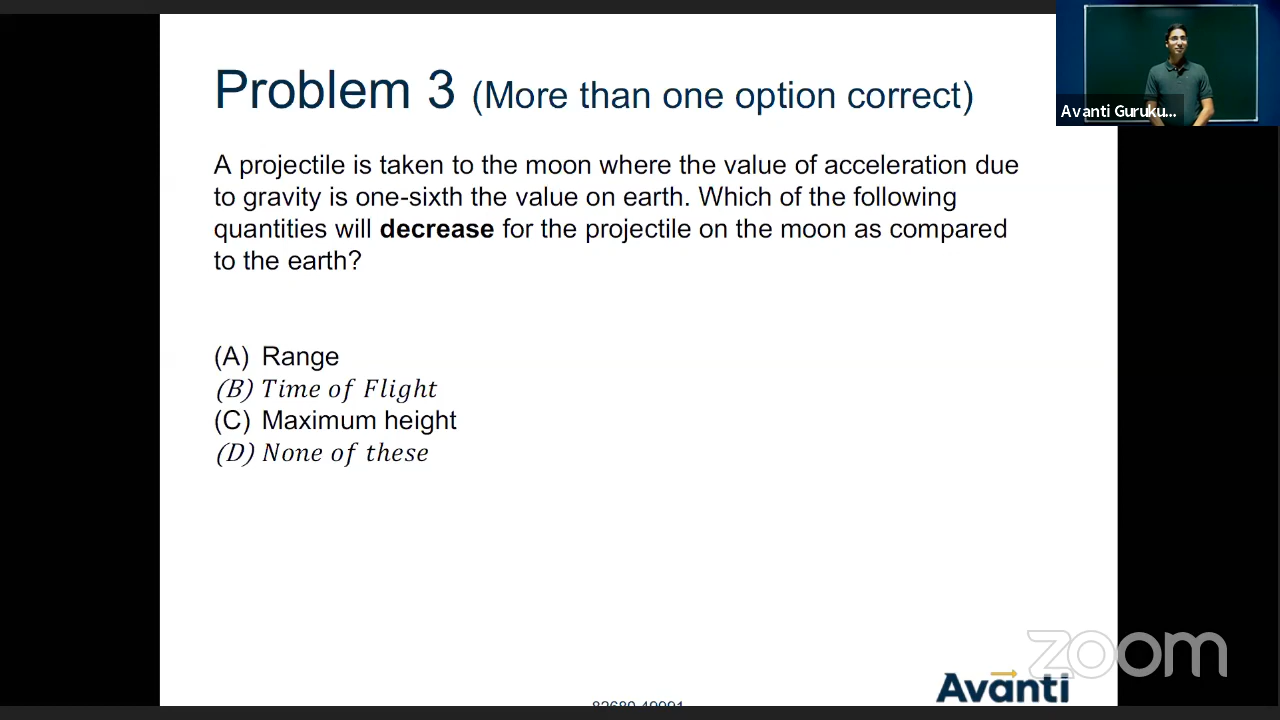 Problem 3 (More than one option correct)
Avanti Guruku...
A projectile is taken to the moon where the value of acceleration due
to gravity is one-sixth the value on earth. Which of the following
quantities will decrease for the projectile on the moon as compared
to the earth?
(A) Range
(B) Time of Flight
(C) Maximum height
(D) None of these
zoom
Avanti